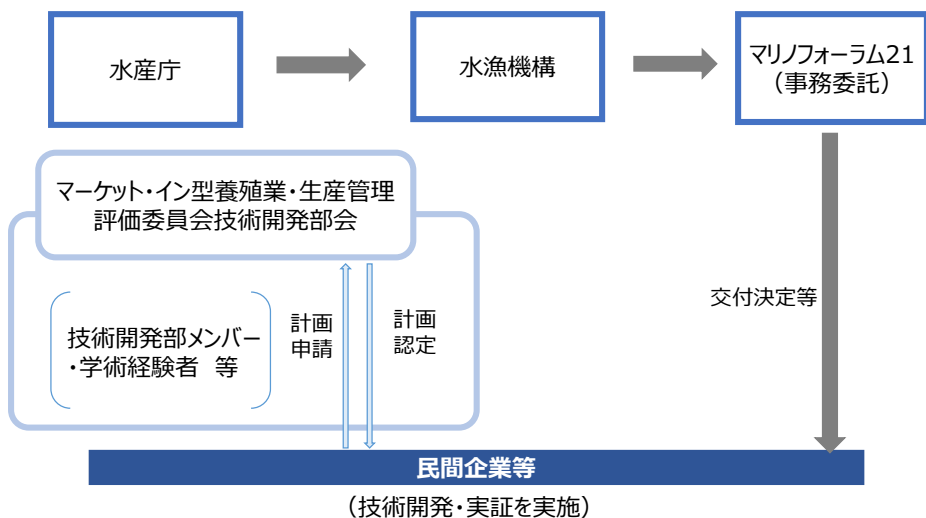 水産庁
水漁機構
マリノフォーラム21
（事務委託）
マーケット・イン型養殖業・生産管理
評価委員会技術開発部会
技術開発部メンバー
・学術経験者　等
計画
申請
計画
認定
交付決定等
民間企業等
（技術開発・実証を実施）